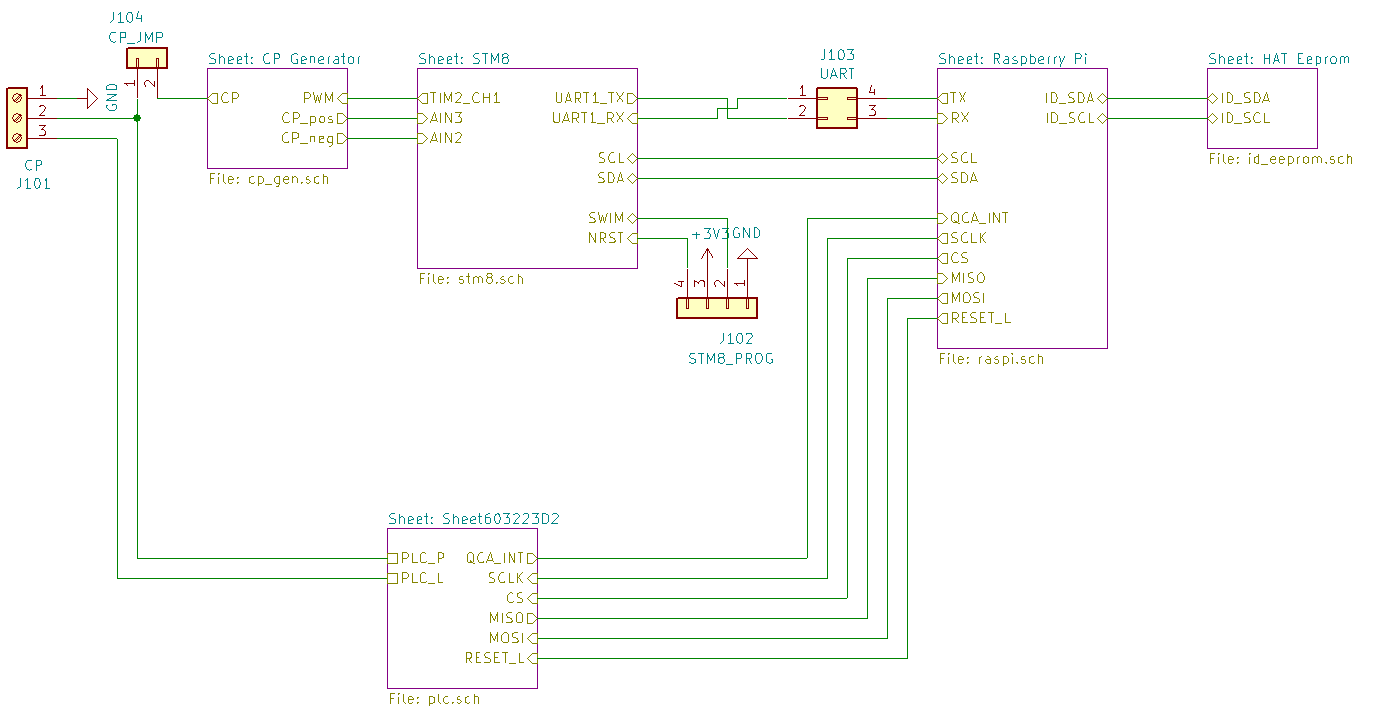 J104
CP_JMP
1
2
1
2
3
GND
CP
J101
Sheet: CP Generator
CP
PWM
CP_pos
CP_neg
File: cp_gen.sch
Sheet: STM8
TIM2_CH1
AIN3
AIN2
UART1_TX
UART1_RX
SCL
SDA
SWIM
NRST
File: stm8.sch
+3V3
GND
4
3
2
1
J102
STM8_PROG
J103
UART
1
2
4
3
Sheet: Raspberry Pi
TX
RX
SCL
SDA
QCA_INT
SCLK
CS
MISO
MOSI
RESET_L
ID_SDA
ID_SCL
File: raspi.sch
Sheet: HAT Eeprom
ID_SDA
ID_SCL
File: id_eeprom.sch
Sheet: Sheet603223D2
PLC_P
PLC_L
QCA_INT
SCLK
CS
MISO
MOSI
RESET_L
File: plc.sch